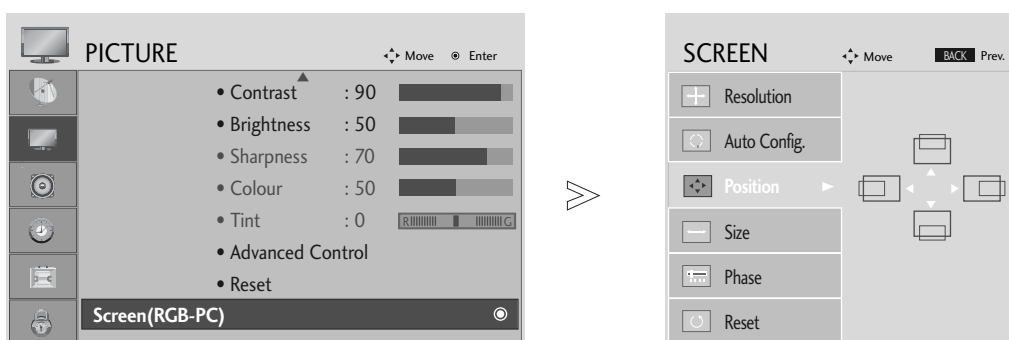 PICTURE
Move Enter
• Contrast : 90
• Brightness : 50
• Sharpness : 70
• Colour : 50
• Tint : 0 R G
• Advanced Control
• Reset
Screen(RGB-PC)
SCREEN
Move BACK Prev.
Resolution
Auto Config.
Position
Size
Phase
Reset